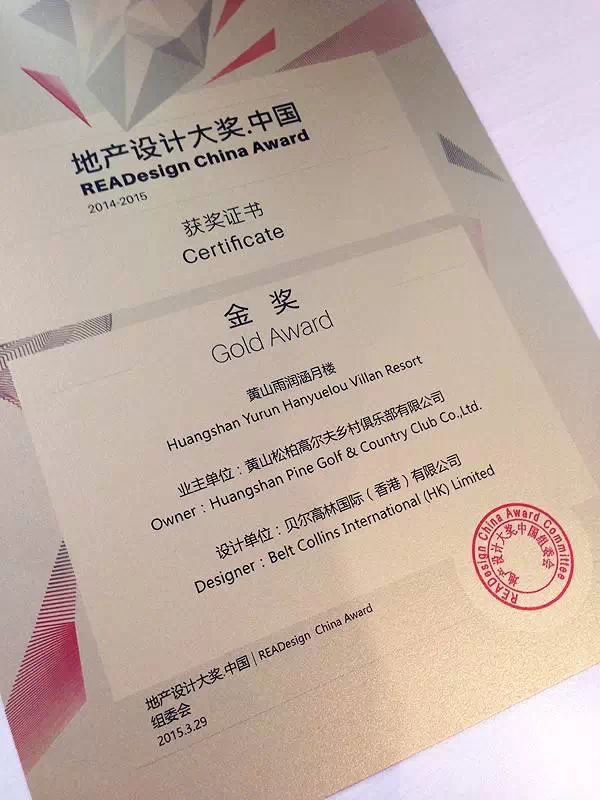 地产设计大奖.中国
READesign China Award
2014-2015
获奖证书
Certificate
金 奖
Gold Award
黄山雨润涵月楼
Huangshan Yurun Hanyuelou Villan Resort
业主单位：黄山松柏高尔夫乡村俱乐部有限公司
Owner：Huangshan Pine Golf & Country Club Co.,Ltd.
设计单位：贝尔高林国际（香港）有限公司
Designer：Belt Collins International (HK) Limited
READesign China Award Committee
地产设计大奖.中国组委会
地产设计大奖.中国 | READesign China Award
组委会
2015.3.29